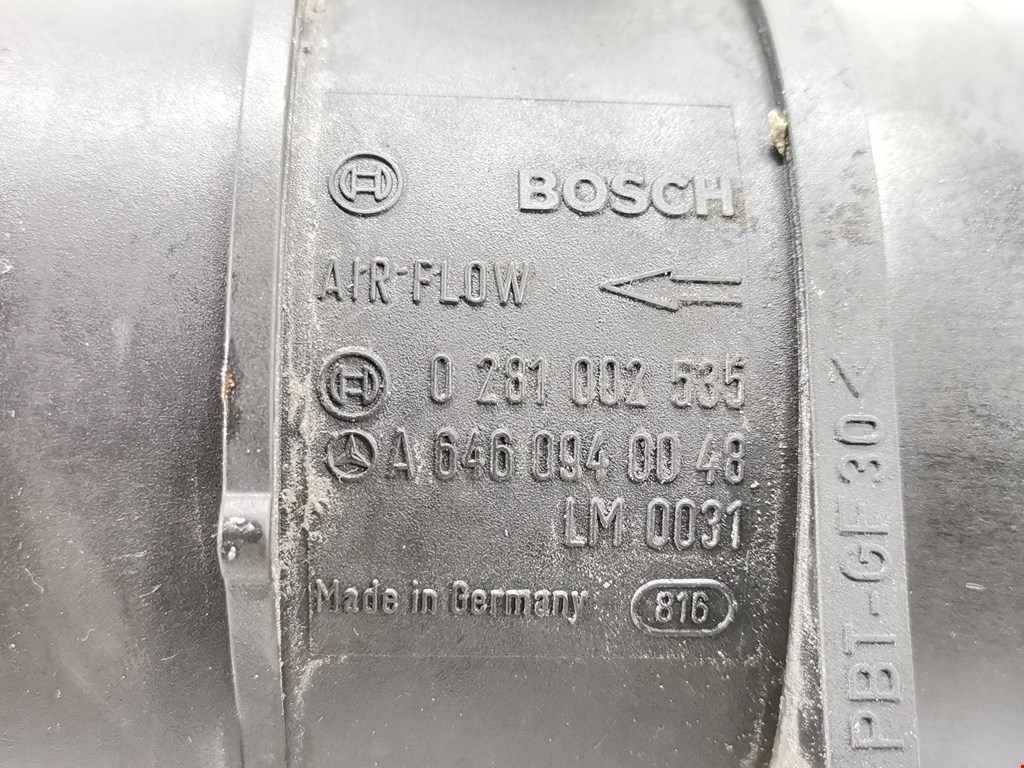 BOSCH
AIR-FLOW
0 281 002 535
A 646 094 00 48
LM 0031
Made in Germany 816
PBT-GF30<